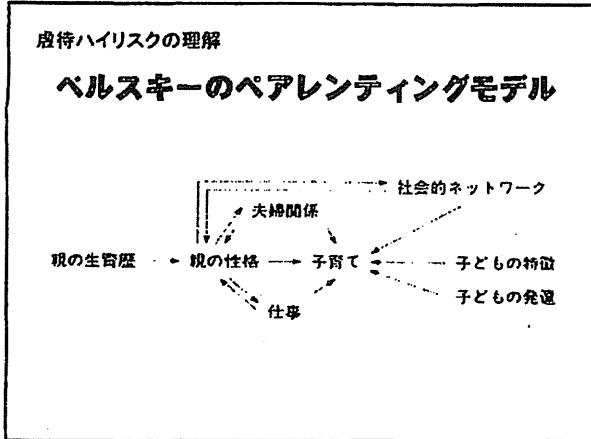 虐待ハイリスクの理解
ベルスキーのペアレンティングモデル
社会的ネットワーク
夫婦関係
親の生育歴
親の性格
子育て
子どもの特徴
子どもの発達
仕事